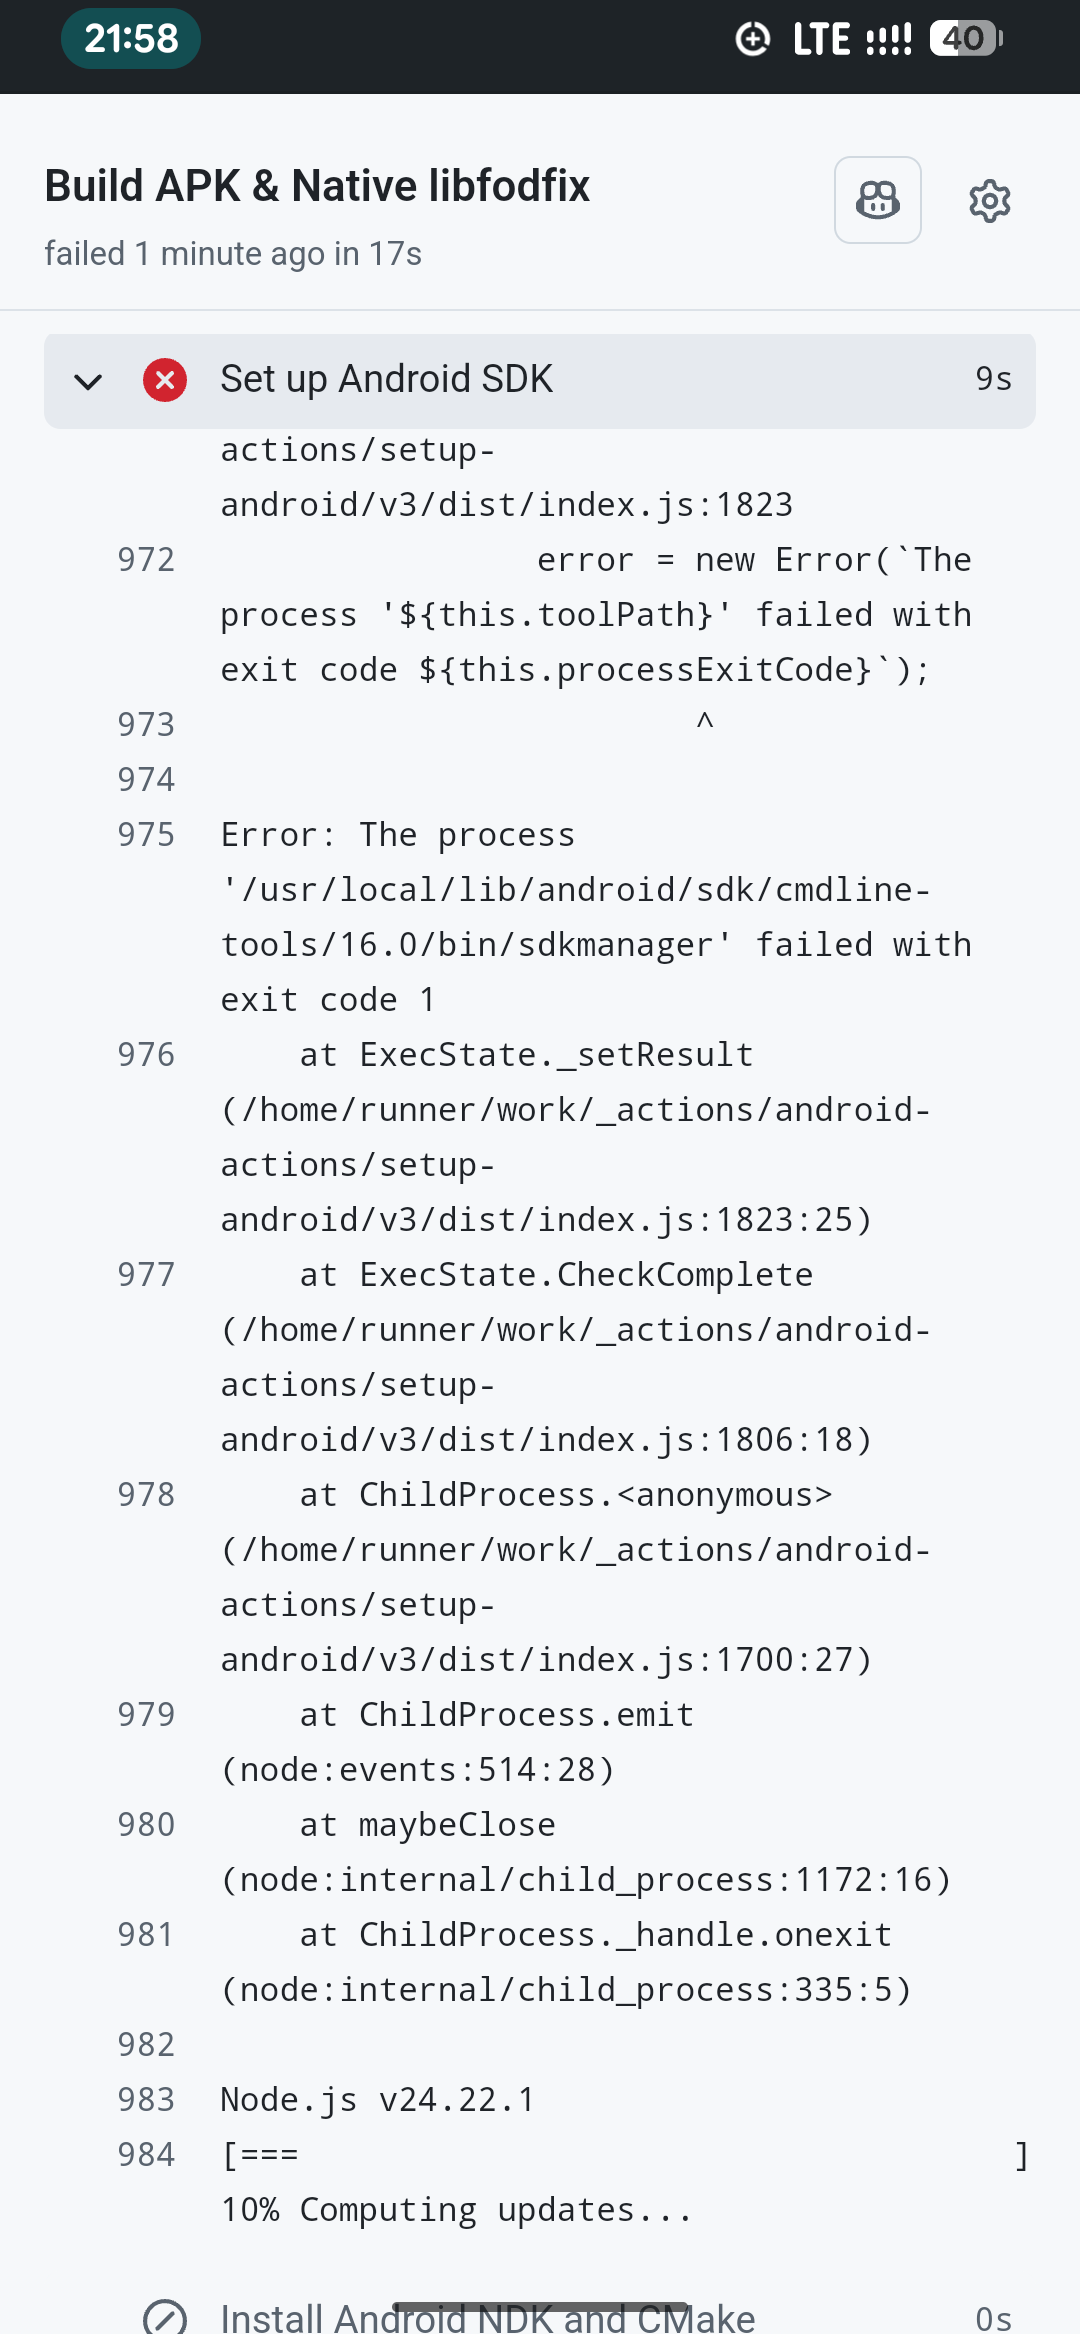 21:58 LTE 40
Build APK & Native libfodfix
failed 1 minute ago in 17s
Set up Android SDK 9s
actions/setup-
android/v3/dist/index.js:1823
972 error = new Error(`The
process '${this.toolPath}' failed with
exit code ${this.processExitCode}`);
973 ^
974
975 Error: The process
'/usr/local/lib/android/sdk/cmdline-
tools/16.0/bin/sdkmanager' failed with
exit code 1
976 at ExecState._setResult
(/home/runner/work/_actions/android-
actions/setup-
android/v3/dist/index.js:1823:25)
977 at ExecState.CheckComplete
(/home/runner/work/_actions/android-
actions/setup-
android/v3/dist/index.js:1806:18)
978 at ChildProcess.<anonymous>
(/home/runner/work/_actions/android-
actions/setup-
android/v3/dist/index.js:1700:27)
979 at ChildProcess.emit
(node:events:514:28)
980 at maybeClose
(node:internal/child_process:1172:16)
981 at ChildProcess._handle.onexit
(node:internal/child_process:335:5)
982
983 Node.js v24.22.1
984 [=== ]
10% Computing updates...
Install Android NDK and CMake 0s